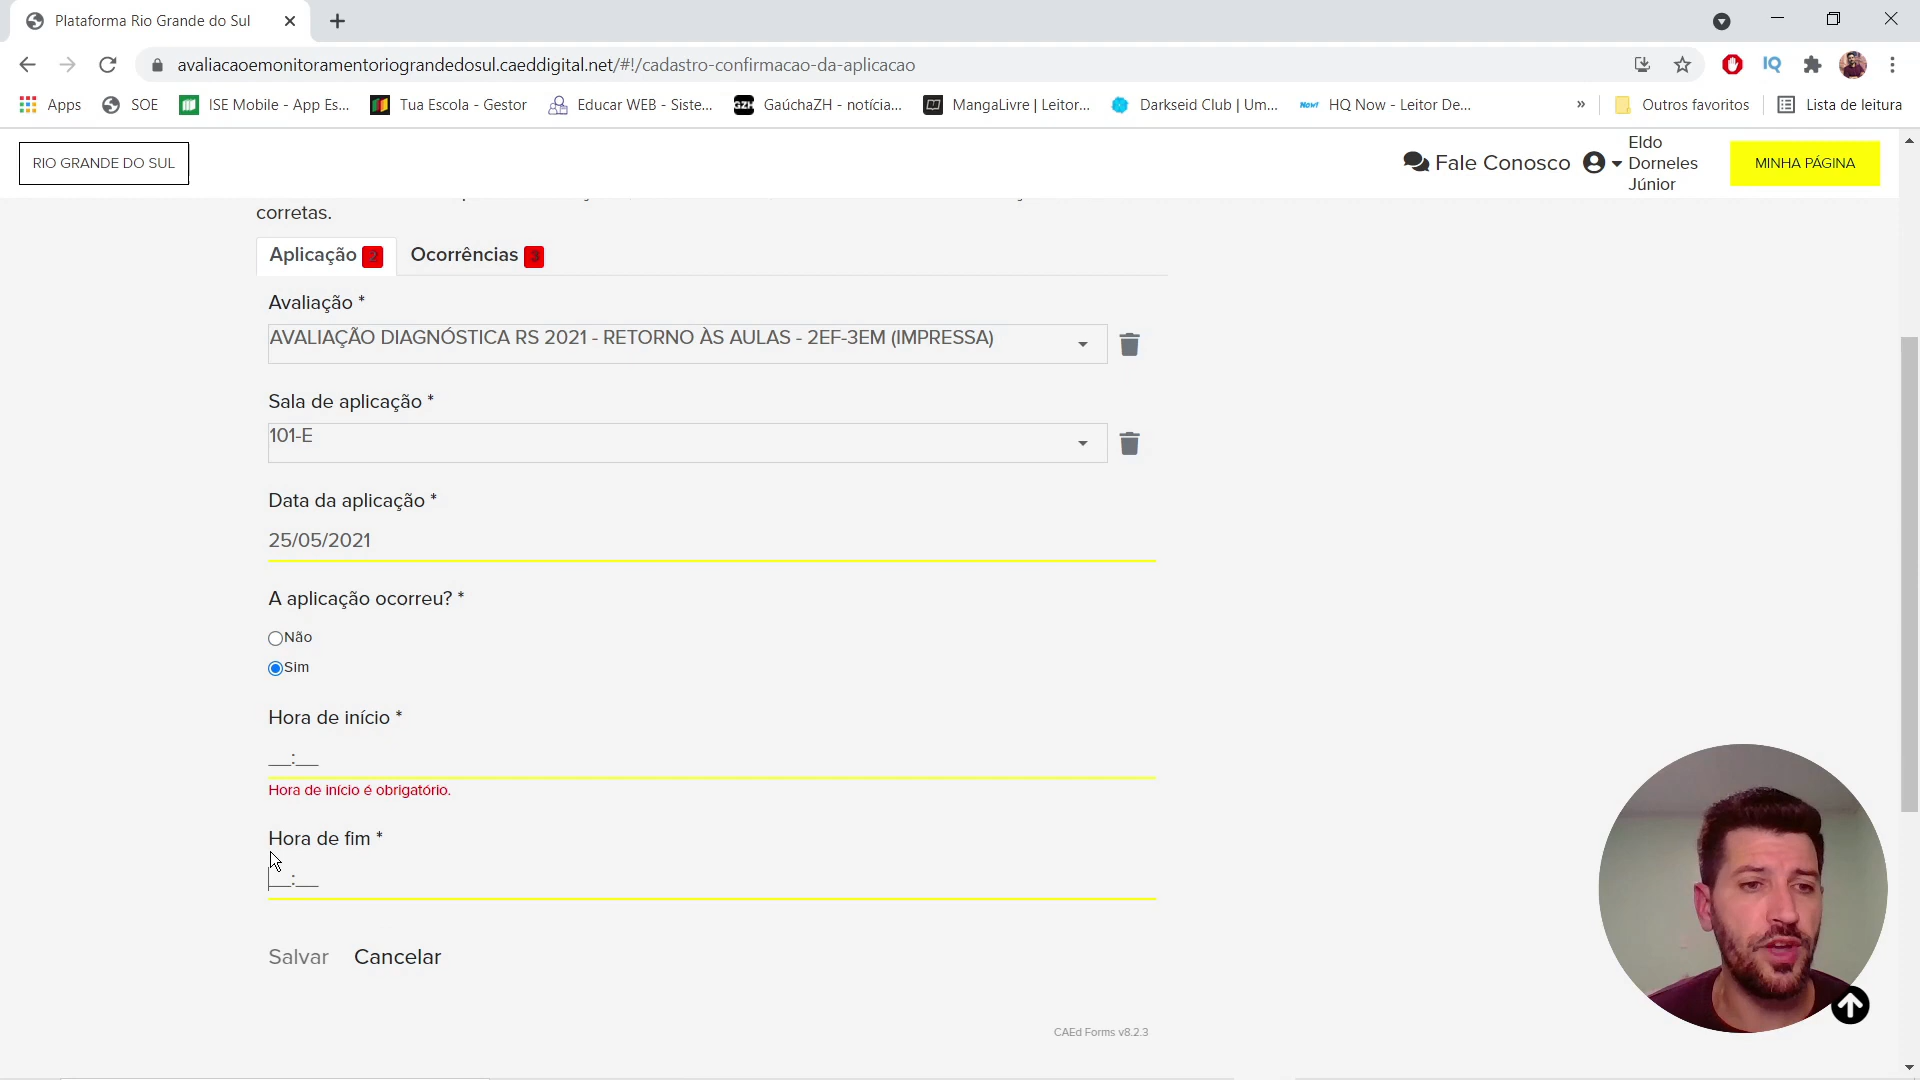 Plataforma Rio Grande do Sul
avaliacaoemonitoramentoriograndedosul.caeddigital.net/#!/cadastro-confirmacao-da-aplicacao
IQ
Apps
SOE
ISE Mobile - App Es...
Tua Escola - Gestor
Educar WEB - Siste...
GZH
GaúchaZH - notícia...
MangaLivre | Leitor...
Darkseid Club | Um...
Now!
HQ Now - Leitor De...
»
Outros favoritos
Lista de leitura
RIO GRANDE DO SUL
Fale Conosco
Eldo
Dorneles
Júnior
MINHA PÁGINA
corretas.
Aplicação 2
Ocorrências 3
Avaliação *
AVALIAÇÃO DIAGNÓSTICA RS 2021 - RETORNO ÀS AULAS - 2EF-3EM (IMPRESSA)
Sala de aplicação *
101-E
Data da aplicação *
25/05/2021
A aplicação ocorreu? *
Não
Sim
Hora de início *
__:__
Hora de início é obrigatório.
Hora de fim *
__:__
Salvar Cancelar
CAEd Forms v8.2.3